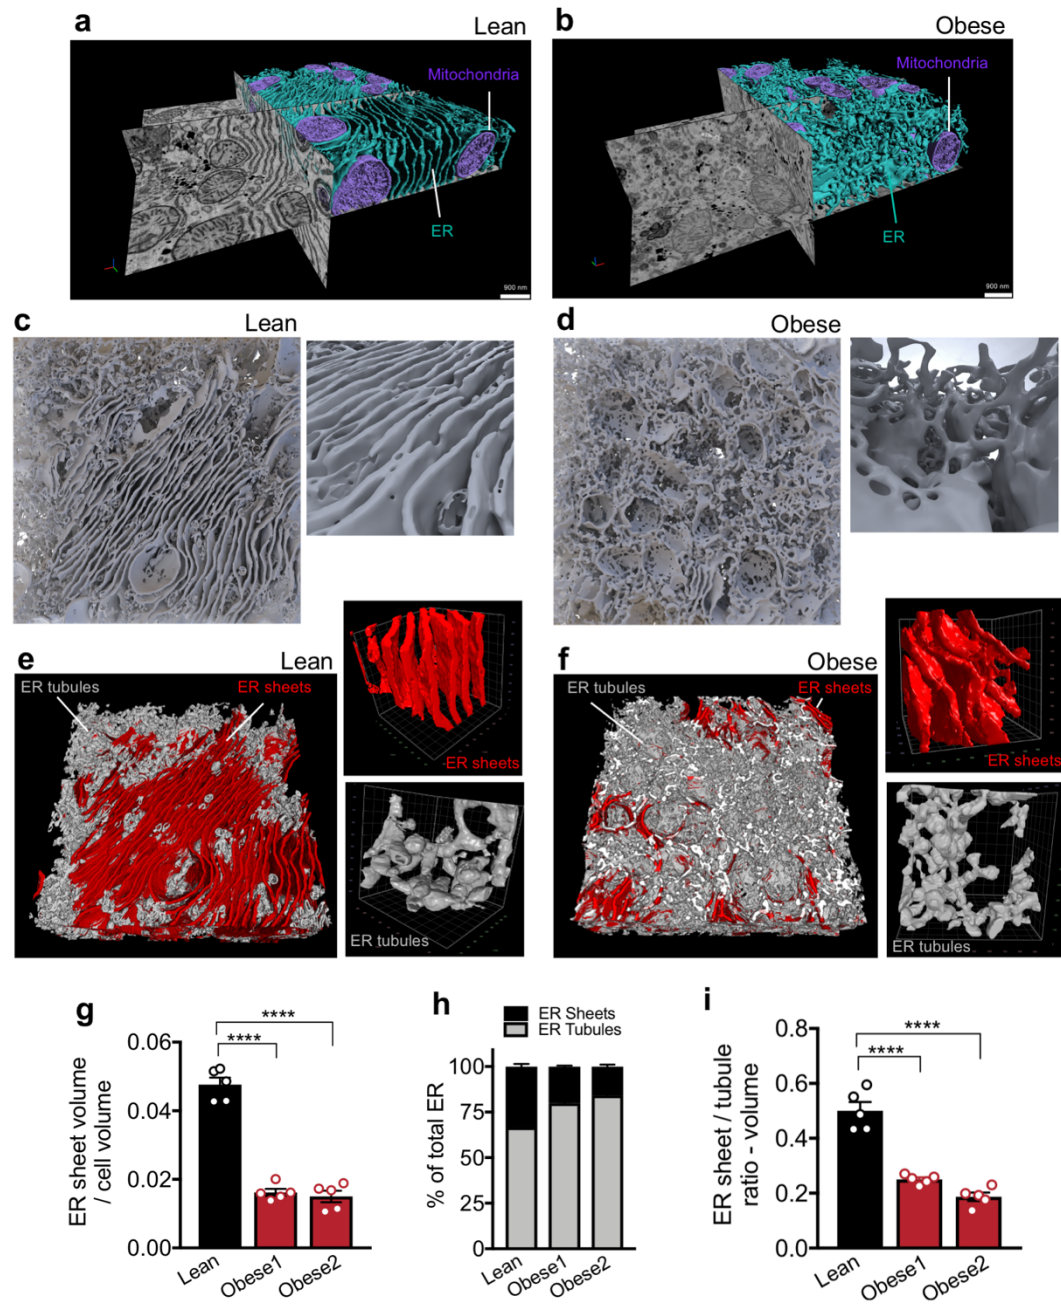 a
Lean
Mitochondria
ER
900 nm
b
Obese
Mitochondria
ER
900 nm
c
Lean
d
Obese
e
Lean
ER tubules
ER sheets
ER sheets
ER tubules
f
Obese
ER tubules
ER sheets
ER sheets
ER tubules
g
ER sheet volume
/ cell volume
0.06
0.04
0.02
0.00
****
****
Lean
Obese1
Obese2
h
ER Sheets
ER Tubules
% of total ER
100
75
50
25
0
Lean
Obese1
Obese2
i
ER sheet / tubule
ratio - volume
0.8
0.6
0.4
0.2
0.0
****
****
Lean
Obese1
Obese2